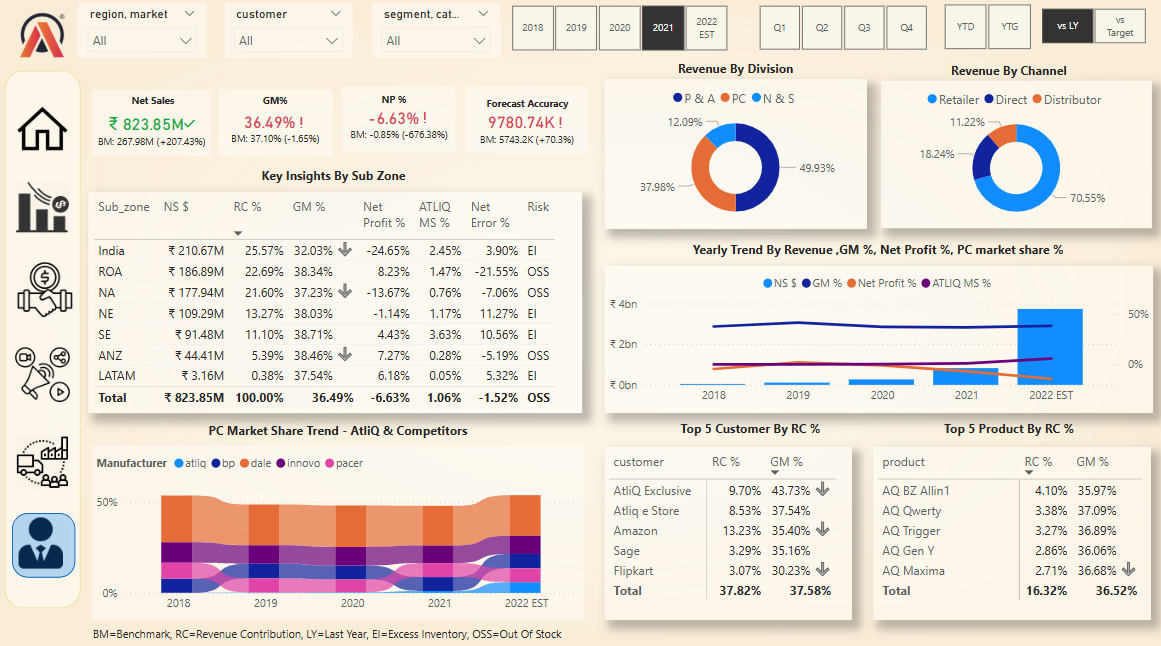 region, market
customer
segment, cat...
All
All
All
2018
2019
2020
2021
2022 EST
Q1
Q2
Q3
Q4
YTD
YTG
vs LY
vs Target
Net Sales
₹ 823.85M✓
BM: 267.98M (+207.43%)
GM%
36.49% !
BM: 37.10% (-1.65%)
NP %
-6.63% !
BM: -0.85% (-676.38%)
Forecast Accuracy
9780.74K !
BM: 5743.2K (+70.3%)
Revenue By Division
P & A PC N & S
12.09%
37.98%
49.93%
Revenue By Channel
Retailer Direct Distributor
11.22%
18.24%
70.55%
Key Insights By Sub Zone
Sub_zone NS $ RC % GM % Net Profit % ATLIQ MS % Net Error % Risk
India ₹ 210.67M 25.57% 32.03% -24.65% 2.45% 3.90% EI
ROA ₹ 186.89M 22.69% 38.34% 8.23% 1.47% -21.55% OSS
NA ₹ 177.94M 21.60% 37.23% -13.67% 0.76% -7.06% OSS
NE ₹ 109.29M 13.27% 38.03% -1.14% 1.17% 11.27% EI
SE ₹ 91.48M 11.10% 38.71% 4.43% 3.63% 10.56% EI
ANZ ₹ 44.41M 5.39% 38.46% 7.27% 0.28% -5.19% OSS
LATAM ₹ 3.16M 0.38% 37.54% 6.18% 0.05% 5.32% EI
Total ₹ 823.85M 100.00% 36.49% -6.63% 1.06% -1.52% OSS
Yearly Trend By Revenue ,GM %, Net Profit %, PC market share %
NS $ GM % Net Profit % ATLIQ MS %
₹ 4bn
₹ 2bn
₹ 0bn
50%
0%
2018 2019 2020 2021 2022 EST
PC Market Share Trend - AtliQ & Competitors
Manufacturer atliq bp dale innovo pacer
50%
0%
2018 2019 2020 2021 2022 EST
Top 5 Customer By RC %
customer RC % GM %
AtliQ Exclusive 9.70% 43.73%
Atliq e Store 8.53% 37.54%
Amazon 13.23% 35.40%
Sage 3.29% 35.16%
Flipkart 3.07% 30.23%
Total 37.82% 37.58%
Top 5 Product By RC %
product RC % GM %
AQ BZ Allin1 4.10% 35.97%
AQ Qwerty 3.38% 37.09%
AQ Trigger 3.27% 36.89%
AQ Gen Y 2.86% 36.06%
AQ Maxima 2.71% 36.68%
Total 16.32% 36.52%
BM=Benchmark, RC=Revenue Contribution, LY=Last Year, EI=Excess Inventory, OSS=Out Of Stock